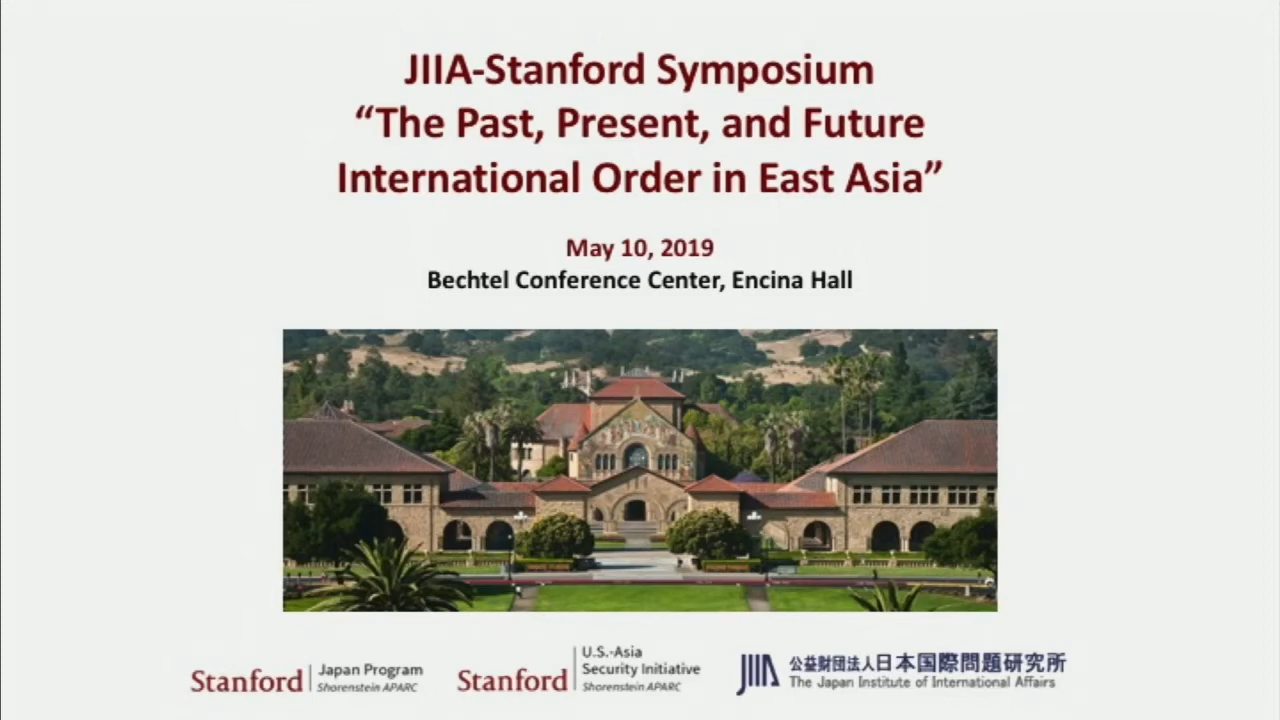 JIIA-Stanford Symposium
“The Past, Present, and Future
International Order in East Asia”
May 10, 2019
Bechtel Conference Center, Encina Hall
Stanford
Japan Program
Shorenstein APARC
Stanford
U.S.-Asia
Security Initiative
Shorenstein APARC
JIIA
公益財団法人日本国際問題研究所
The Japan Institute of International Affairs